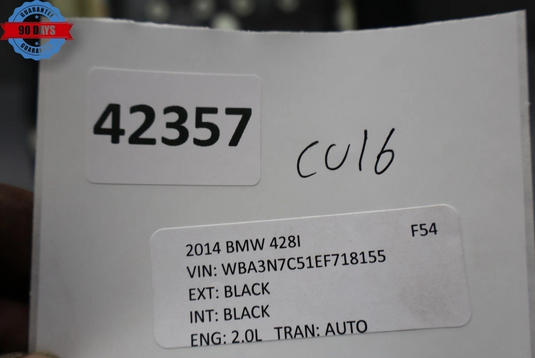 GUARANTEE!
90 DAYS
GUARANTEE!
42357
CU16
2014 BMW 428I F54
VIN: WBA3N7C51EF718155
EXT: BLACK
INT: BLACK
ENG: 2.0L TRAN: AUTO